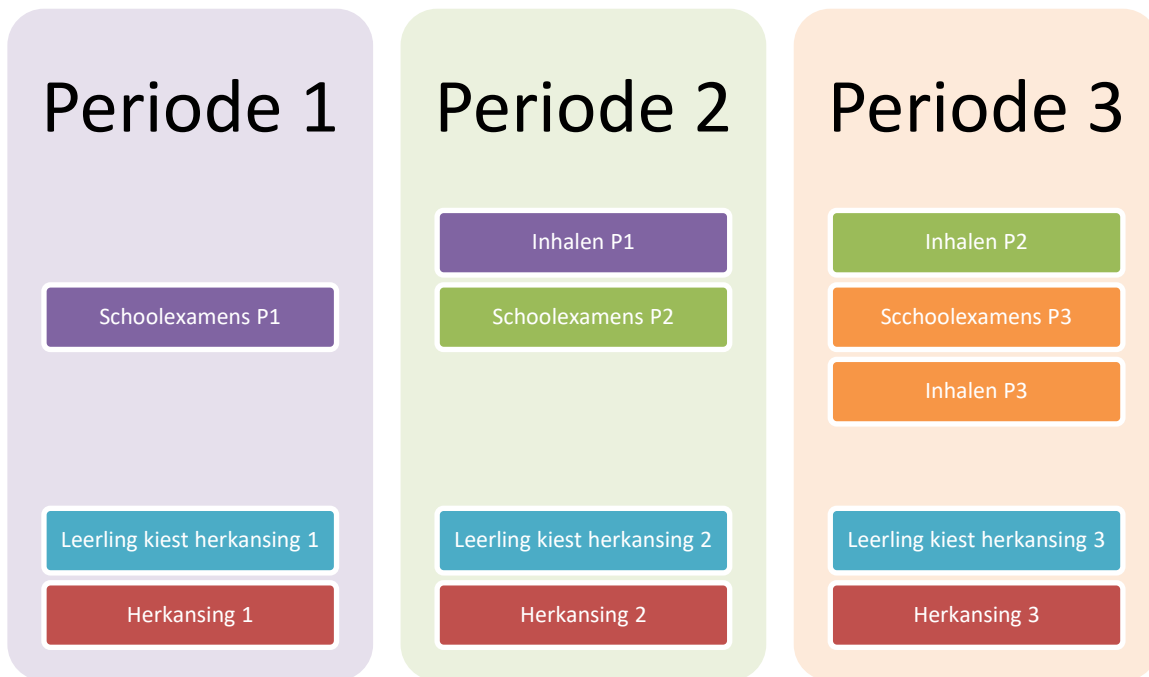 Periode 1
Schoolexamens P1
Leerling kiest herkansing 1
Herkansing 1
Periode 2
Inhalen P1
Schoolexamens P2
Leerling kiest herkansing 2
Herkansing 2
Periode 3
Inhalen P2
Scchoolexamens P3
Inhalen P3
Leerling kiest herkansing 3
Herkansing 3